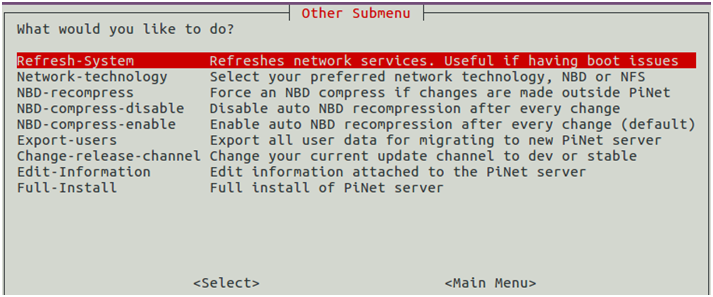 Other Submenu
What would you like to do?
Refresh-System Refreshes network services. Useful if having boot issues
Network-technology Select your preferred network technology, NBD or NFS
NBD-recompress Force an NBD compress if changes are made outside PiNet
NBD-compress-disable Disable auto NBD recompression after every change
NBD-compress-enable Enable auto NBD recompression after every change (default)
Export-users Export all user data for migrating to new PiNet server
Change-release-channel Change your current update channel to dev or stable
Edit-Information Edit information attached to the PiNet server
Full-Install Full install of PiNet server
<Select> <Main Menu>